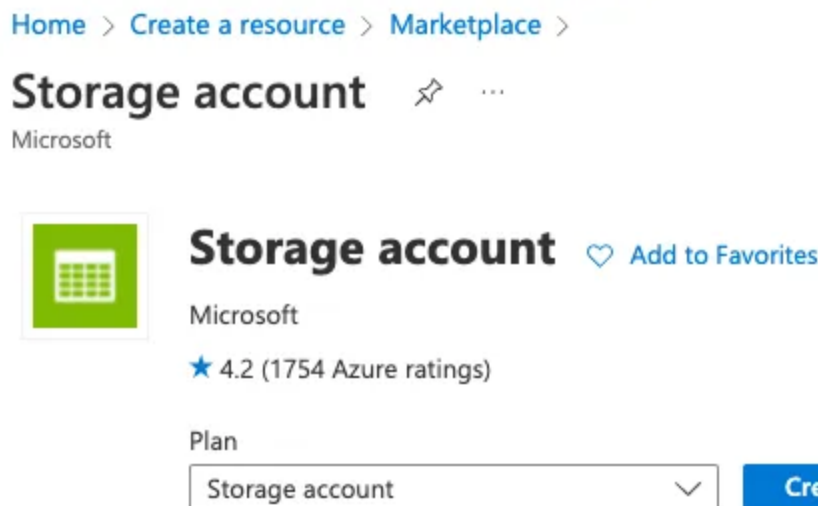 Home > Create a resource > Marketplace >
Storage account ...
Microsoft
Storage account Add to Favorites
Microsoft
★ 4.2 (1754 Azure ratings)
Plan
Storage account